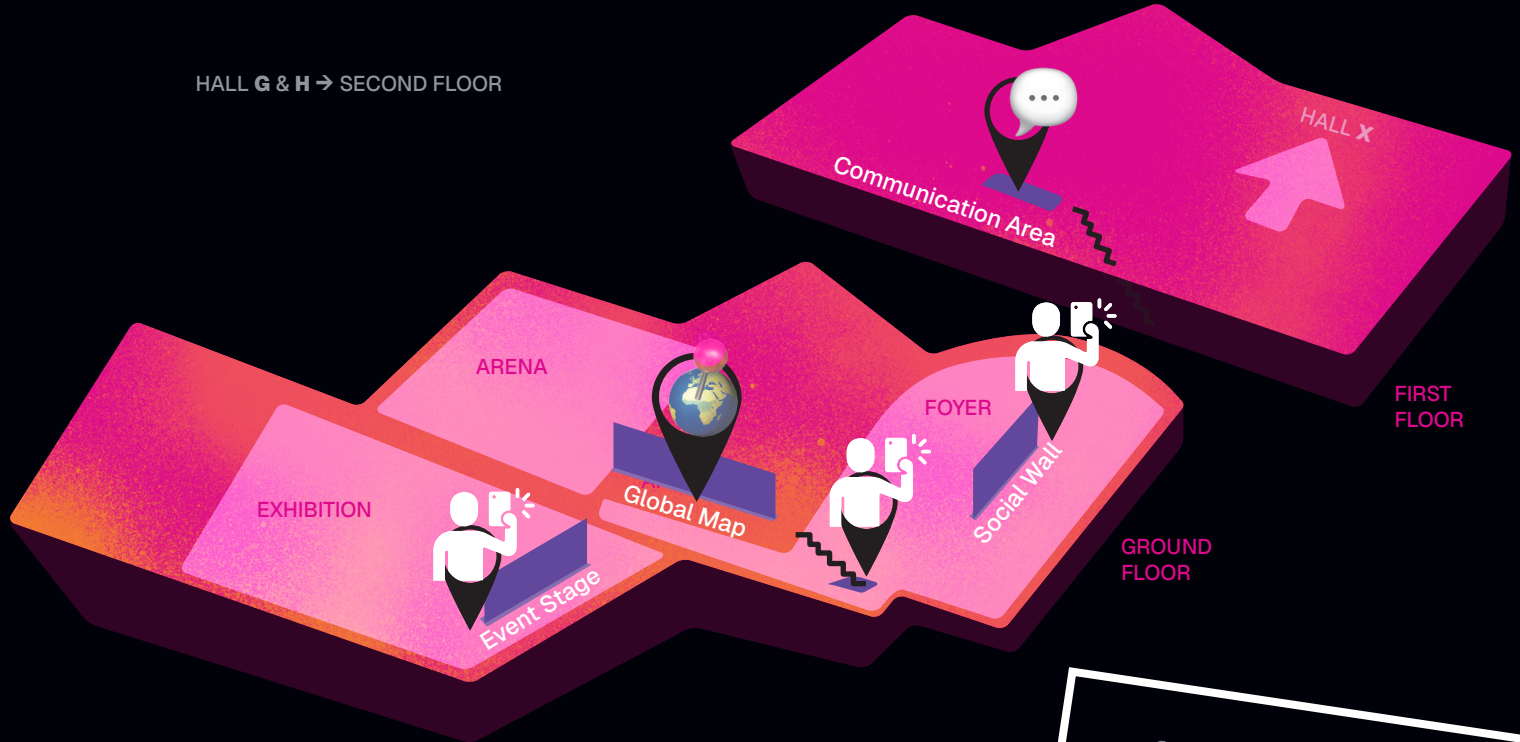 HALL G & H → SECOND FLOOR
HALL X
Communication Area
FIRST
FLOOR
ARENA
FOYER
EXHIBITION
Global Map
Social Wall
Event Stage
GROUND
FLOOR